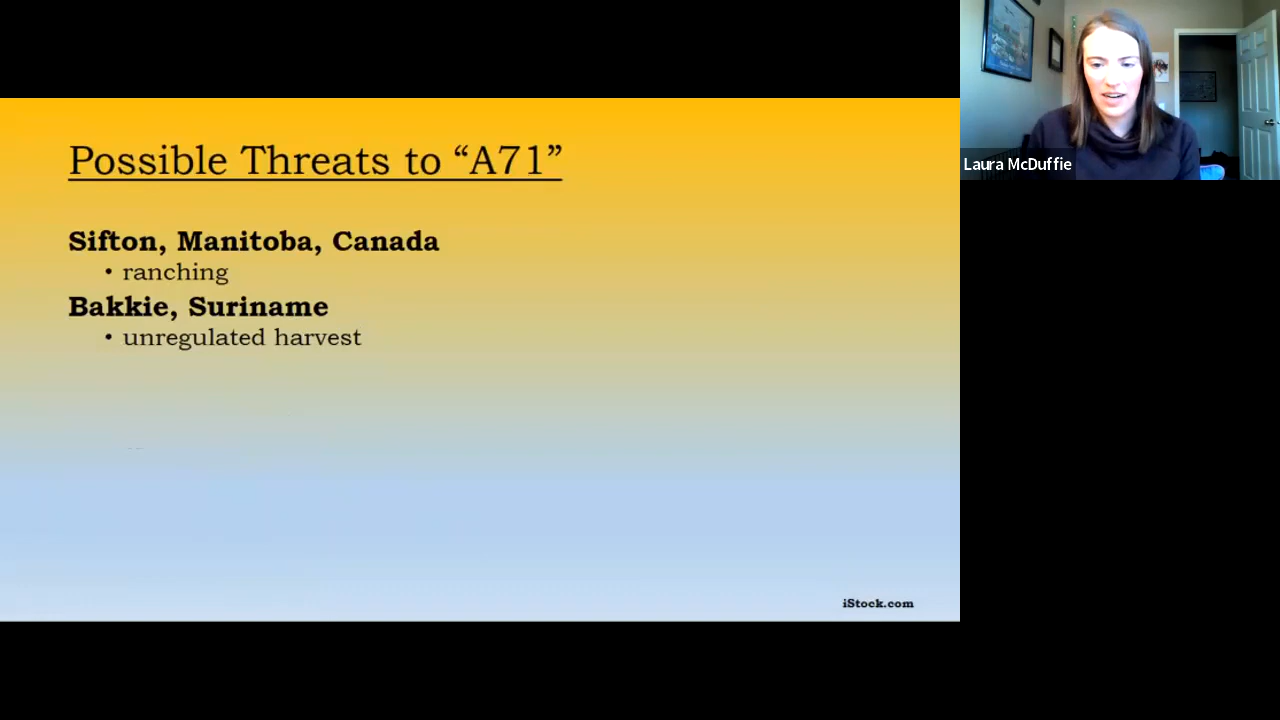 Possible Threats to “A71”
Sifton, Manitoba, Canada
• ranching
Bakkie, Suriname
• unregulated harvest
iStock.com
Laura McDuffie